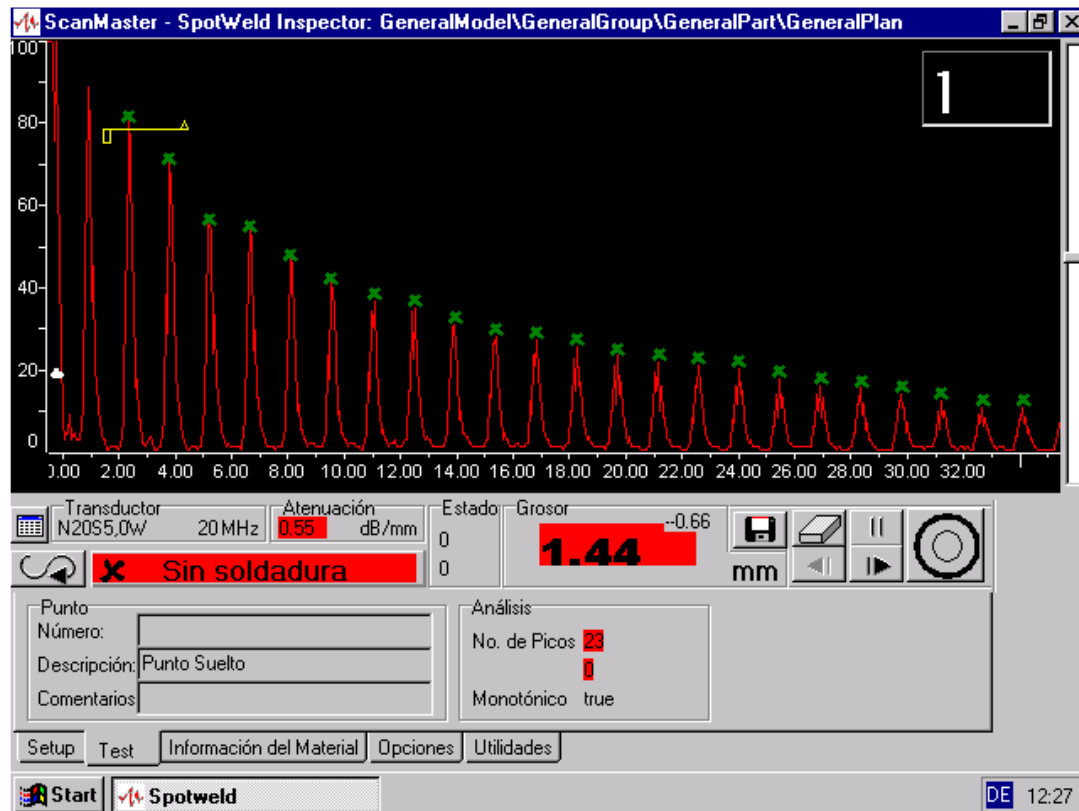 ScanMaster - SpotWeld Inspector: GeneralModel\GeneralGroup\GeneralPart\GeneralPlan
100
1
80
60
40
20
0
0.00 2.00 4.00 6.00 8.00 10.00 12.00 14.00 16.00 18.00 20.00 22.00 24.00 26.00 28.00 30.00 32.00
Transductor
N20S5,0W 20MHz
Atenuación
0.55 dB/mm
Estado
0
0
Grosor
--0.66
1.44
mm
Sin soldadura
Punto
Número:
Descripción: Punto Suelto
Comentarios
Análisis
No. de Picos 23
0
Monotónico true
Setup Test Información del Material Opciones Utilidades
Start Spotweld DE 12:27